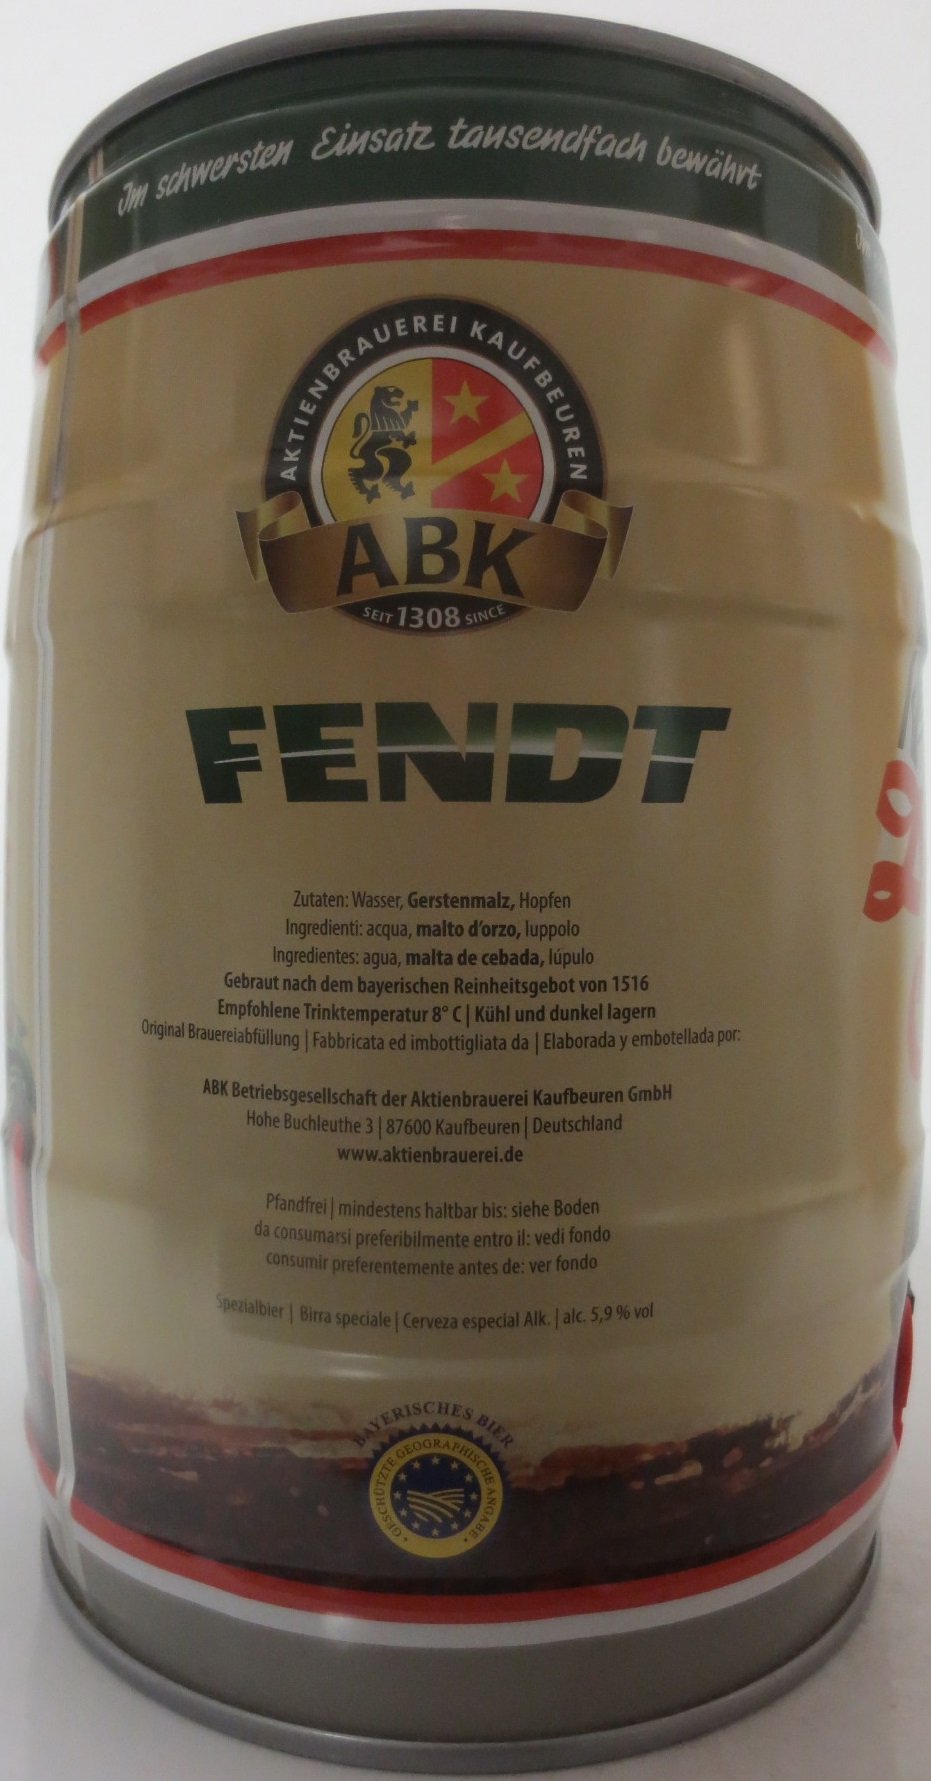 Im schwersten Einsatz tausendfach bewährt
AKTIENBRAUEREI KAUFBEUREN
ABK
SEIT 1308 SINCE
FENDT
Zutaten: Wasser, Gerstenmalz, Hopfen
Ingredienti: acqua, malto d'orzo, luppolo
Ingredientes: agua, malta de cebada, lúpulo
Gebraut nach dem bayerischen Reinheitsgebot von 1516
Empfohlene Trinktemperatur 8° C | Kühl und dunkel lagern
Original Brauereiabfüllung | Fabbricata ed imbottigliata da | Elaborada y embotellada por:
ABK Betriebsgesellschaft der Aktienbrauerei Kaufbeuren GmbH
Hohe Buchleuthe 3 | 87600 Kaufbeuren | Deutschland
www.aktienbrauerei.de
Pfandfrei | mindestens haltbar bis: siehe Boden
da consumarsi preferibilmente entro il: vedi fondo
consumir preferentemente antes de: ver fondo
Spezialbier | Birra speciale | Cerveza especial Alk. | alc. 5,9 % vol
BAYERISCHES BIER
GESCHÜTZTE GEOGRAPHISCHE ANGABE